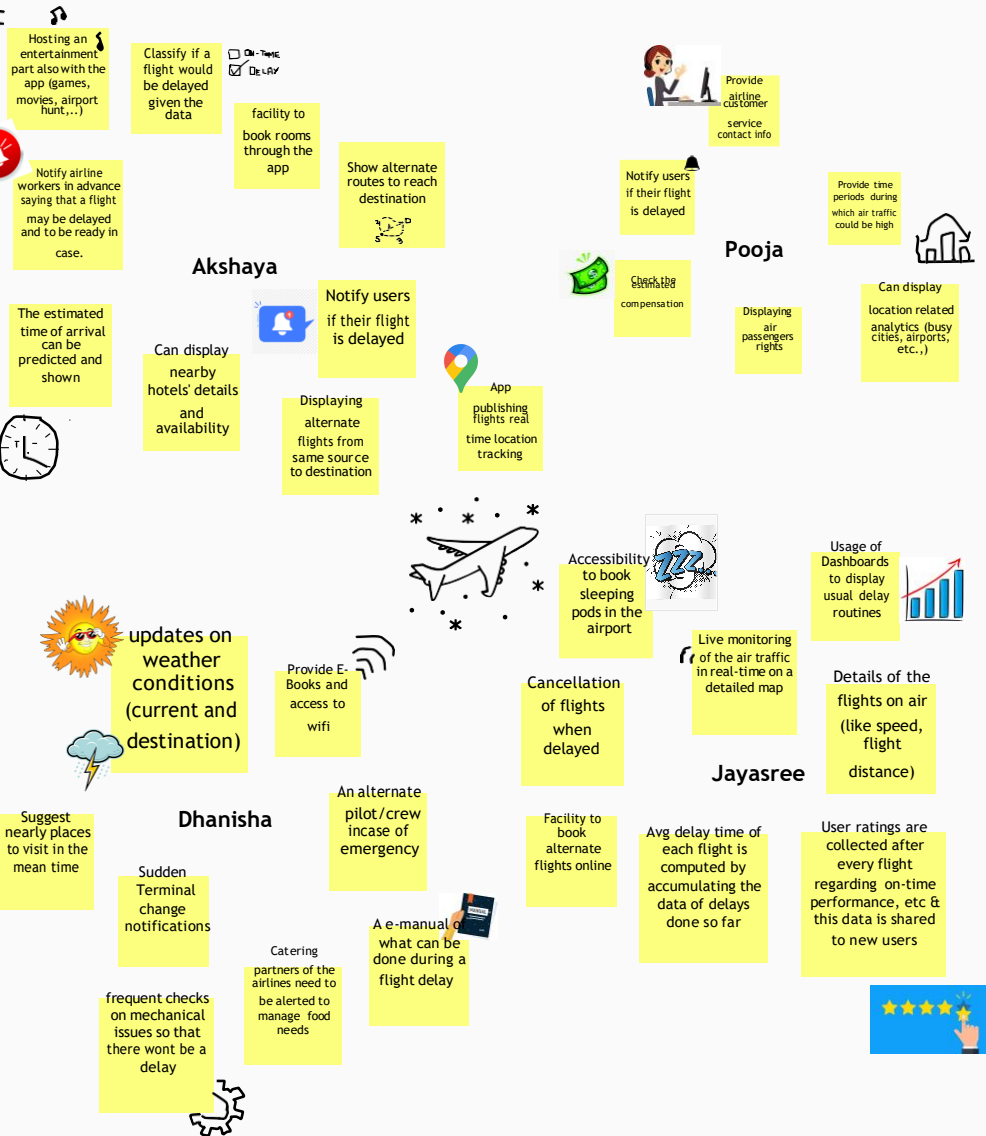 Hosting an
entertainment
part also with the
app (games,
movies, airport
hunt,..)
Classify if a
flight would
be delayed
given the
data
ON-TIME
DELAY
facility to
book rooms
through the
app
Show alternate
routes to reach
destination
S
D
3
Notify airline
workers in advance
saying that a flight
may be delayed
and to be ready in
case.
Akshaya
Notify users
if their flight
is delayed
The estimated
time of arrival
can be
predicted and
shown
Can display
nearby
hotels' details
and
availability
Displaying
alternate
flights from
same source
to destination
App
publishing
flights real
time location
tracking
Provide
airline
customer
service
contact info
Notify users
if their flight
is delayed
Provide time
periods during
which air traffic
could be high
Pooja
Check the
estimated
compensation
Displaying
air
passengers
rights
Can display
location related
analytics (busy
cities, airports,
etc.,)
updates on
weather
conditions
(current and
destination)
Provide E-
Books and
access to
wifi
Dhanisha
An alternate
pilot/crew
incase of
emergency
Suggest
nearly places
to visit in the
mean time
Sudden
Terminal
change
notifications
A e-manual of
what can be
done during a
flight delay
MANUAL
Catering
partners of the
airlines need to
be alerted to
manage food
needs
frequent checks
on mechanical
issues so that
there wont be a
delay
Accessibility
to book
sleeping
pods in the
airport
ZZZ...
Usage of
Dashboards
to display
usual delay
routines
Live monitoring
of the air traffic
in real-time on a
detailed map
Cancellation
of flights
when
delayed
Details of the
flights on air
(like speed,
flight
distance)
Jayasree
Facility to
book
alternate
flights online
Avg delay time of
each flight is
computed by
accumulating the
data of delays
done so far
User ratings are
collected after
every flight
regarding on-time
performance, etc &
this data is shared
to new users